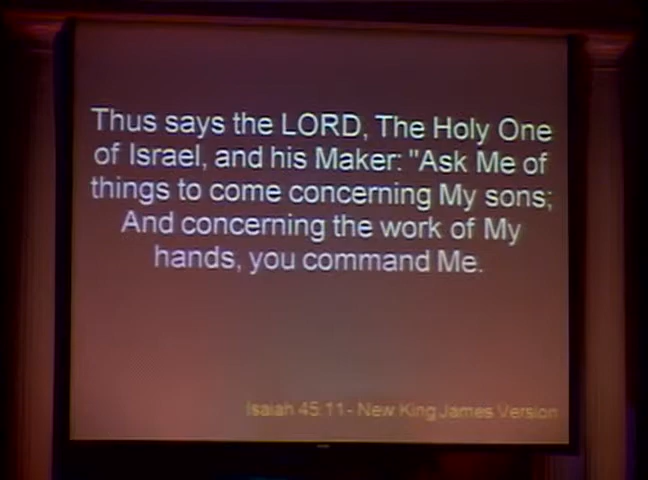 Thus says the LORD, The Holy One
of Israel, and his Maker: "Ask Me of
things to come concerning My sons;
And concerning the work of My
hands, you command Me.
Isaiah 45:11 - New King James Version